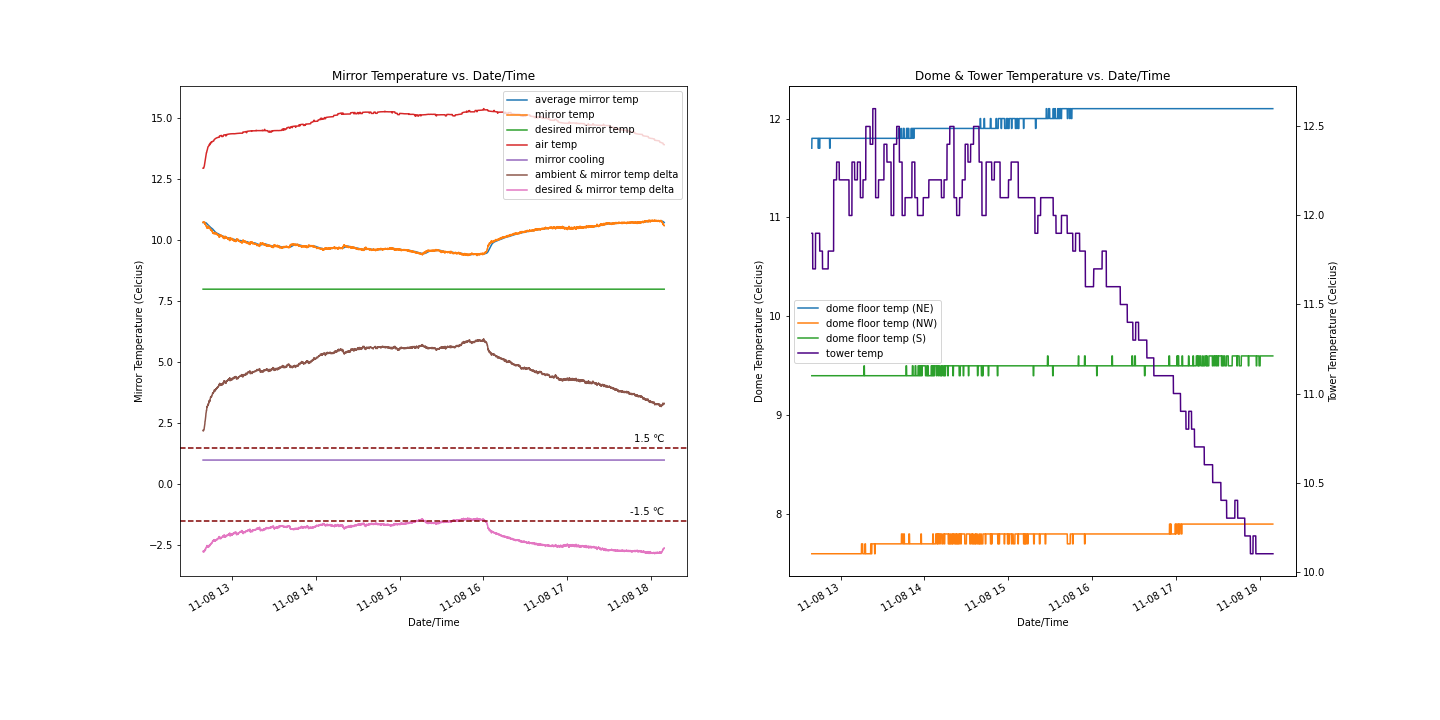 Mirror Temperature vs. Date/Time
Mirror Temperature (Celcius)
15.0
12.5
10.0
7.5
5.0
2.5
0.0
−2.5
average mirror temp
mirror temp
desired mirror temp
air temp
mirror cooling
ambient & mirror temp delta
desired & mirror temp delta
1.5 °C
-1.5 °C
11-08 13
11-08 14
11-08 15
11-08 16
11-08 17
11-08 18
Date/Time
Dome & Tower Temperature vs. Date/Time
Dome Temperature (Celcius)
12
11
10
9
8
dome floor temp (NE)
dome floor temp (NW)
dome floor temp (S)
tower temp
12.5
12.0
11.5
11.0
10.5
10.0
Tower Temperature (Celcius)
11-08 13
11-08 14
11-08 15
11-08 16
11-08 17
11-08 18
Date/Time